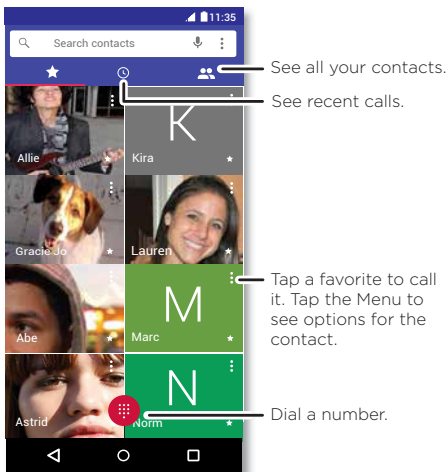 11:35
Search contacts
See all your contacts.
See recent calls.
K
Allie
Kira
Gracie Jo
Lauren
Tap a favorite to call
it. Tap the Menu to
see options for the
contact.
M
Abe
Marc
N
Astrid
Norm
Dial a number.